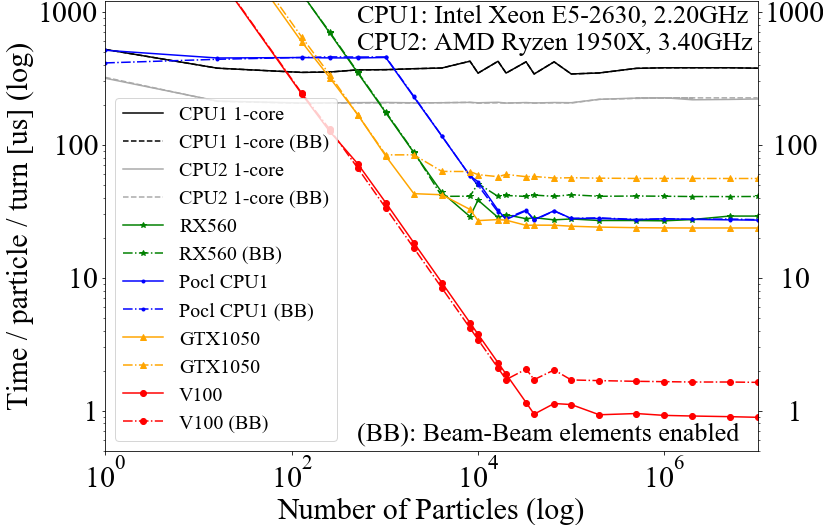 CPU1: Intel Xeon E5-2630, 2.20GHz
CPU2: AMD Ryzen 1950X, 3.40GHz
1000
100
10
1
1000
100
10
1
Time / particle / turn [us] (log)
CPU1 1-core
CPU1 1-core (BB)
CPU2 1-core
CPU2 1-core (BB)
RX560
RX560 (BB)
Pocl CPU1
Pocl CPU1 (BB)
GTX1050
GTX1050
V100
V100 (BB)
(BB): Beam-Beam elements enabled
10^0 10^2 10^4 10^6
Number of Particles (log)